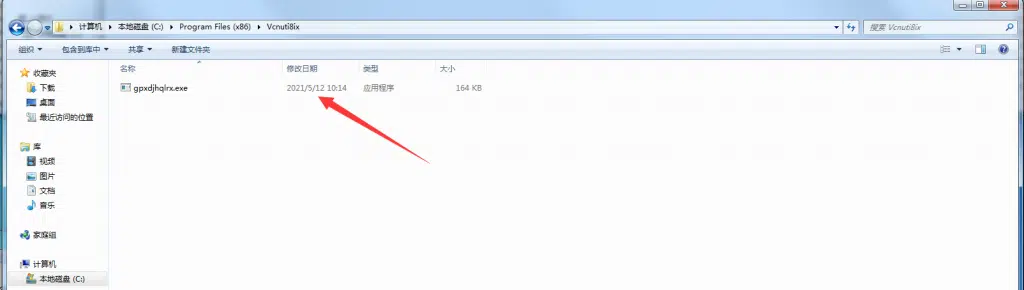 计算机 ▸ 本地磁盘 (C:) ▸ Program Files (x86) ▸ Vcnuti8ix
搜索 Vcnuti8ix
组织 包含到库中 共享 新建文件夹
收藏夹
下载
桌面
最近访问的位置
库
视频
图片
文档
音乐
家庭组
计算机
本地磁盘 (C:)
名称 修改日期 类型 大小
gpxdjhqlrx.exe 2021/5/12 10:14 应用程序 164 KB